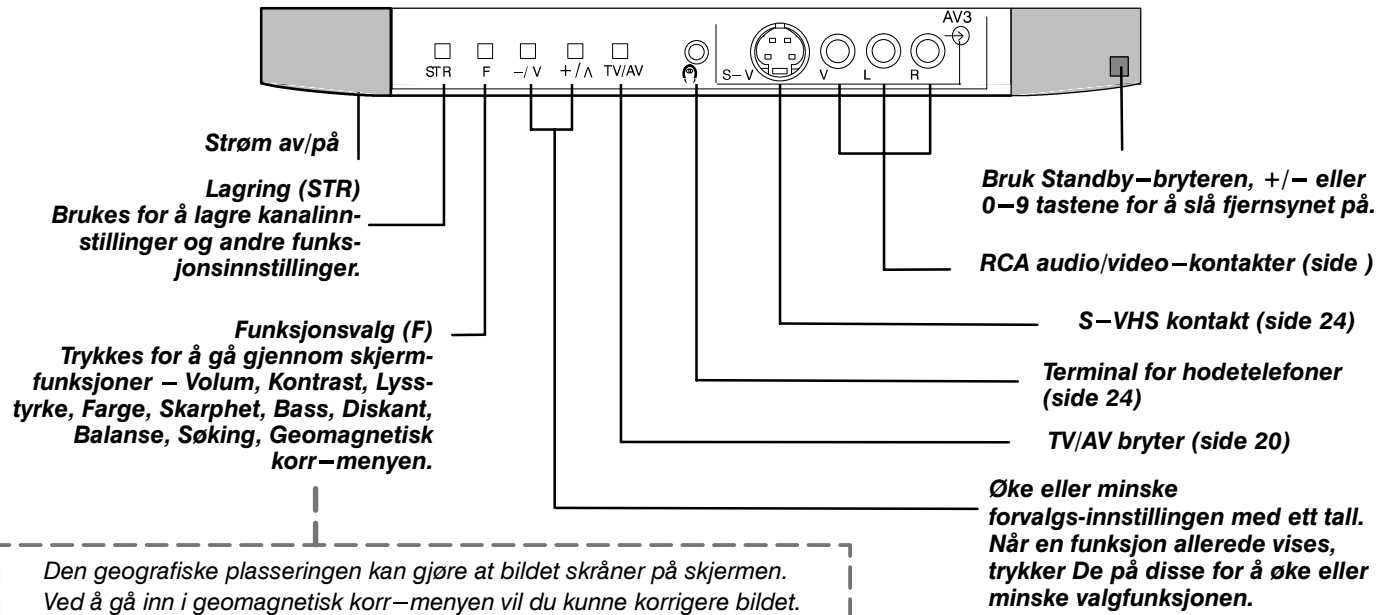 AV3
STR F −/ V +/Λ TV/AV S−V V L R
Strøm av/på
Lagring (STR)
Brukes for å lagre kanalinn-
stillinger og andre funks-
jonsinnstillinger.
Funksjonsvalg (F)
Trykkes for å gå gjennom skjerm-
funksjoner − Volum, Kontrast, Lyss-
tyrke, Farge, Skarphet, Bass, Diskant,
Balanse, Søking, Geomagnetisk
korr−menyen.
Den geografiske plasseringen kan gjøre at bildet skråner på skjermen.
Ved å gå inn i geomagnetisk korr−menyen vil du kunne korrigere bildet.
Bruk Standby−bryteren, +/− eller
0−9 tastene for å slå fjernsynet på.
RCA audio/video−kontakter (side )
S−VHS kontakt (side 24)
Terminal for hodetelefoner
(side 24)
TV/AV bryter (side 20)
Øke eller minske
forvalgs-innstillingen med ett tall.
Når en funksjon allerede vises,
trykker De på disse for å øke eller
minske valgfunksjonen.